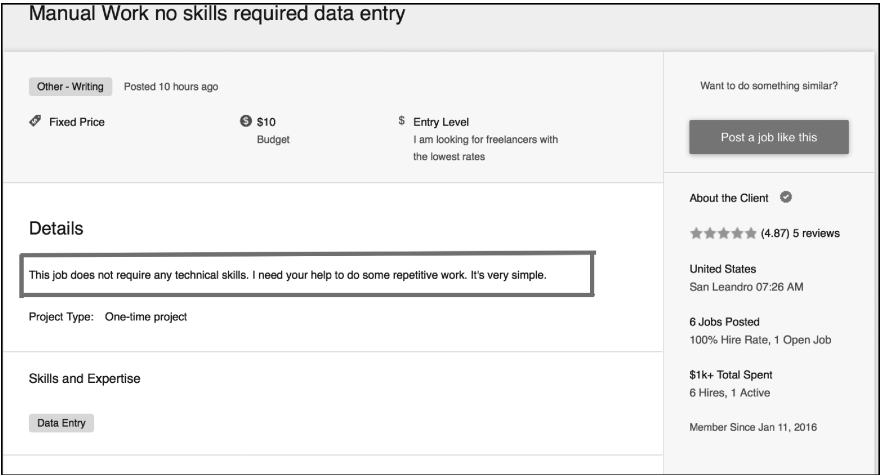 Manual Work no skills required data entry
Other - Writing Posted 10 hours ago
Fixed Price
$10
Budget
$ Entry Level
I am looking for freelancers with
the lowest rates
Want to do something similar?
Post a job like this
Details
This job does not require any technical skills. I need your help to do some repetitive work. It's very simple.
Project Type: One-time project
Skills and Expertise
Data Entry
About the Client
(4.87) 5 reviews
United States
San Leandro 07:26 AM
6 Jobs Posted
100% Hire Rate, 1 Open Job
$1k+ Total Spent
6 Hires, 1 Active
Member Since Jan 11, 2016